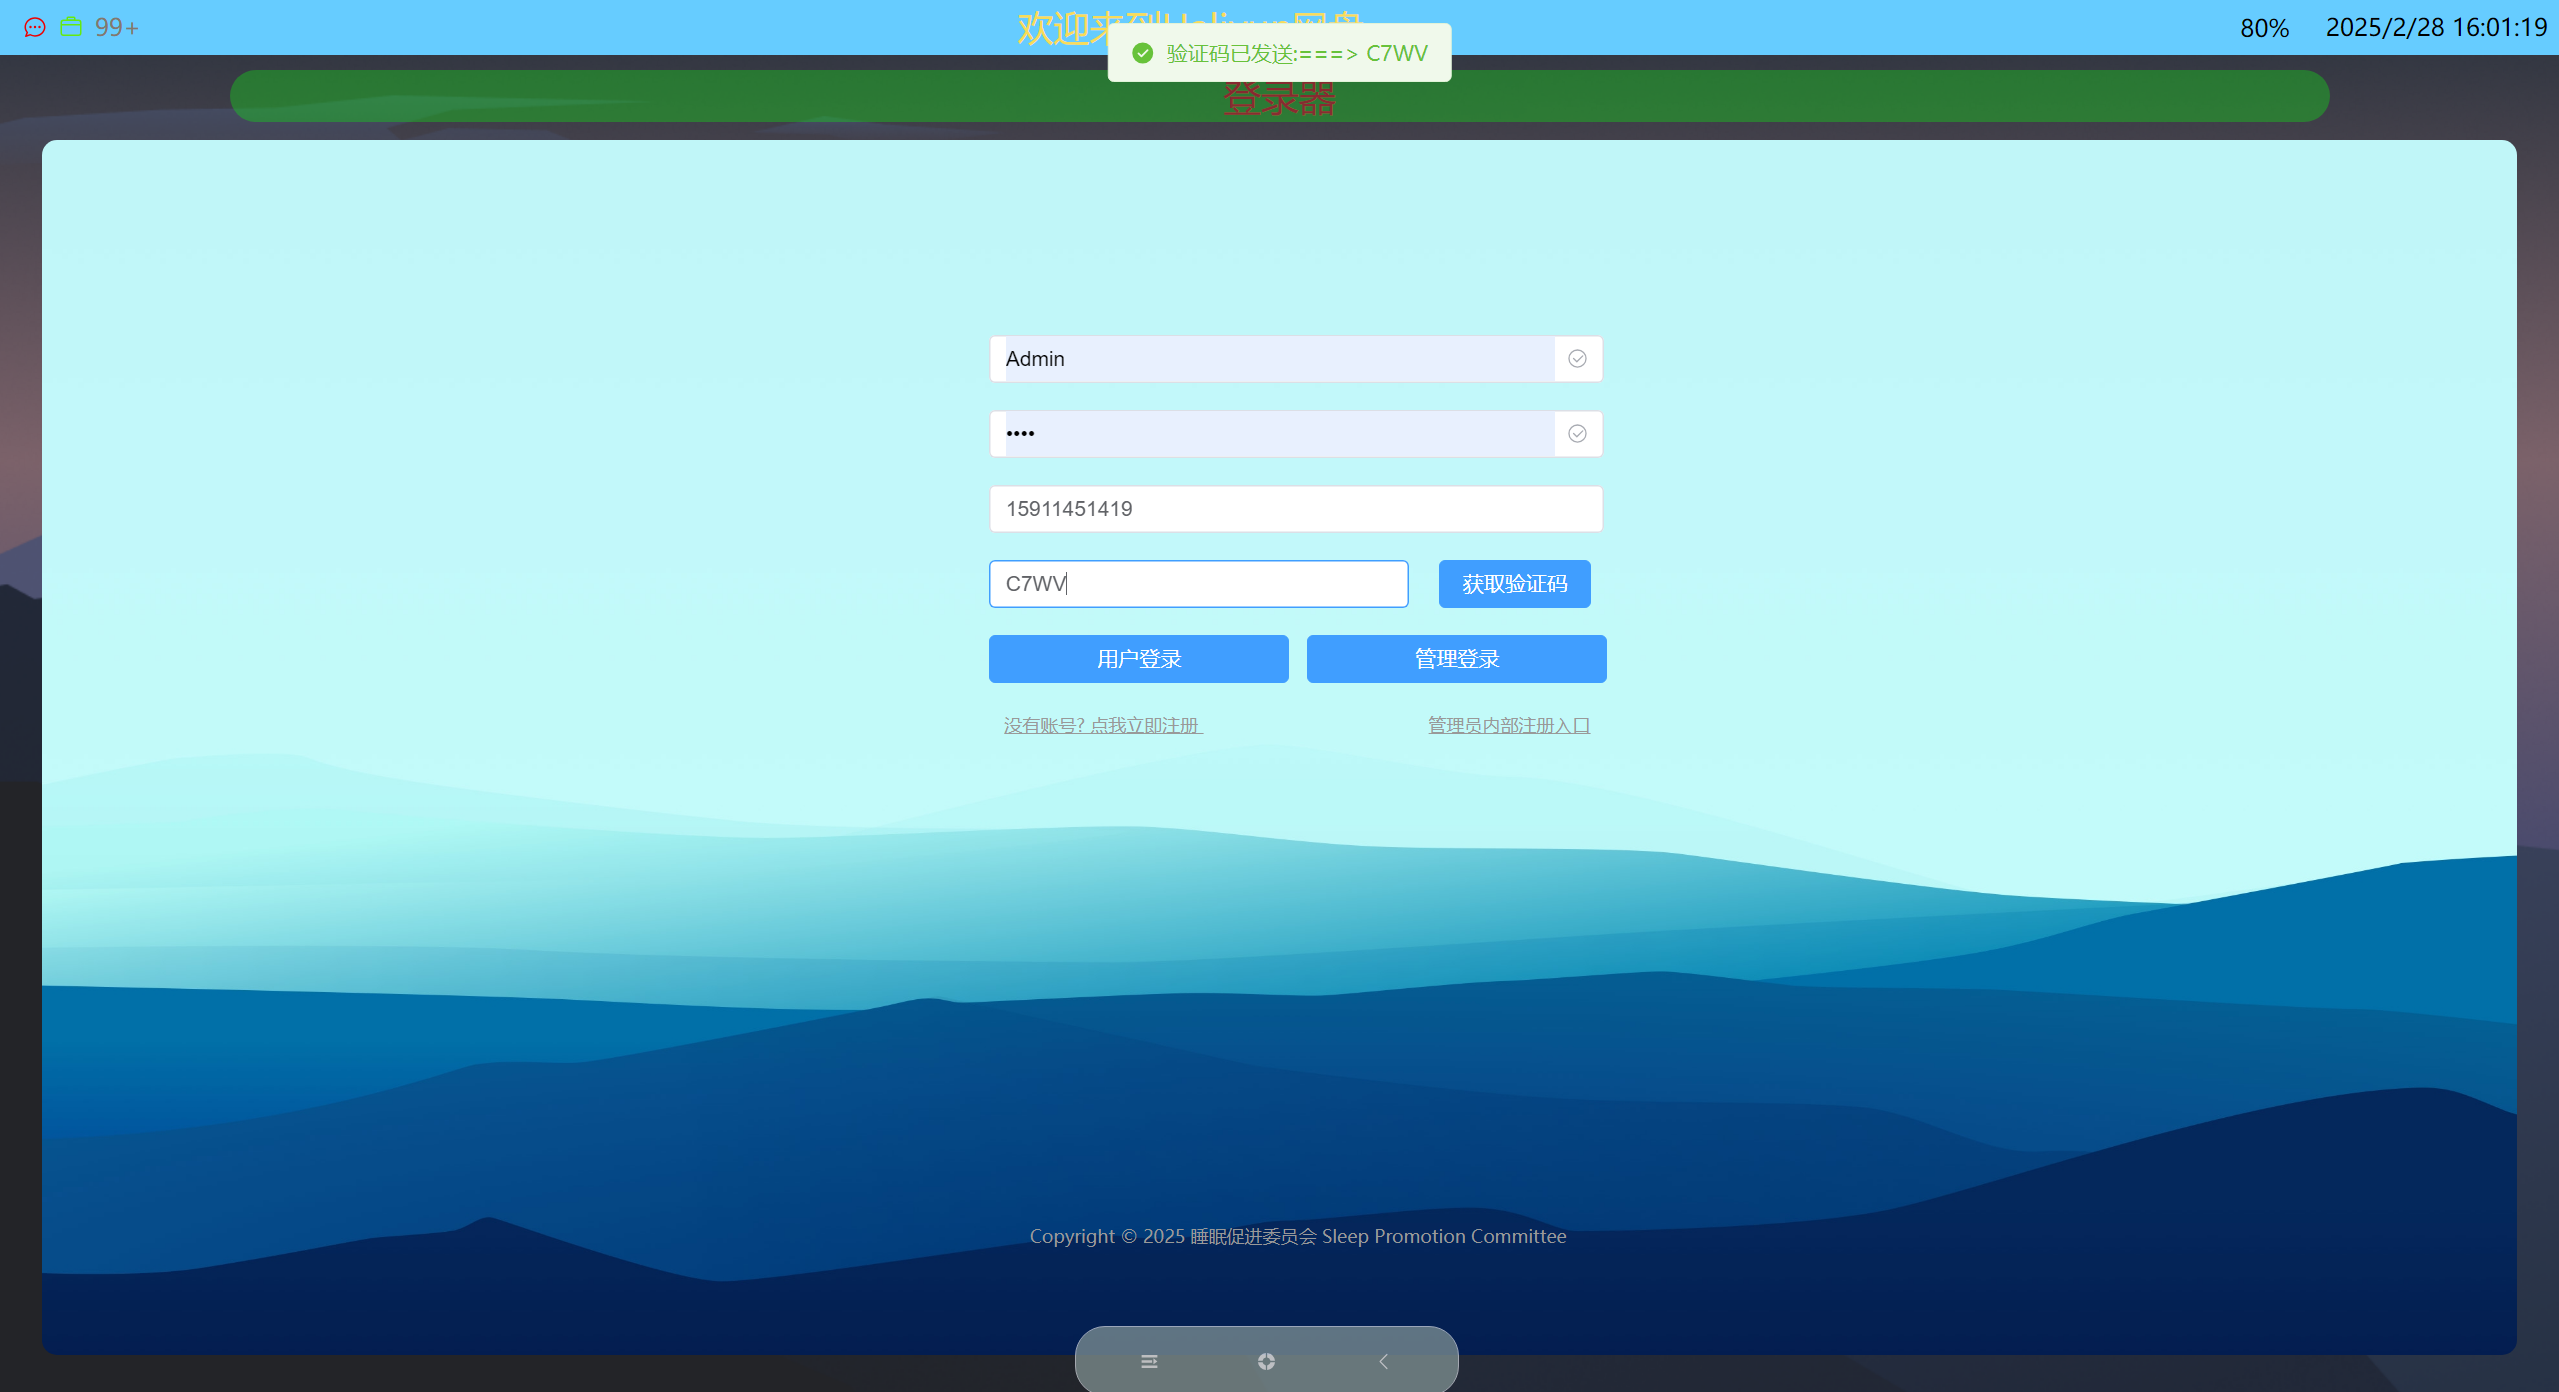 99+
欢迎来到
网盘
80%
2025/2/28 16:01:19
验证码已发送:===> C7WV
登录器
Admin
••••
15911451419
C7WV
获取验证码
用户登录
管理登录
没有账号? 点我立即注册
管理员内部注册入口
Copyright © 2025 睡眠促进委员会 Sleep Promotion Committee